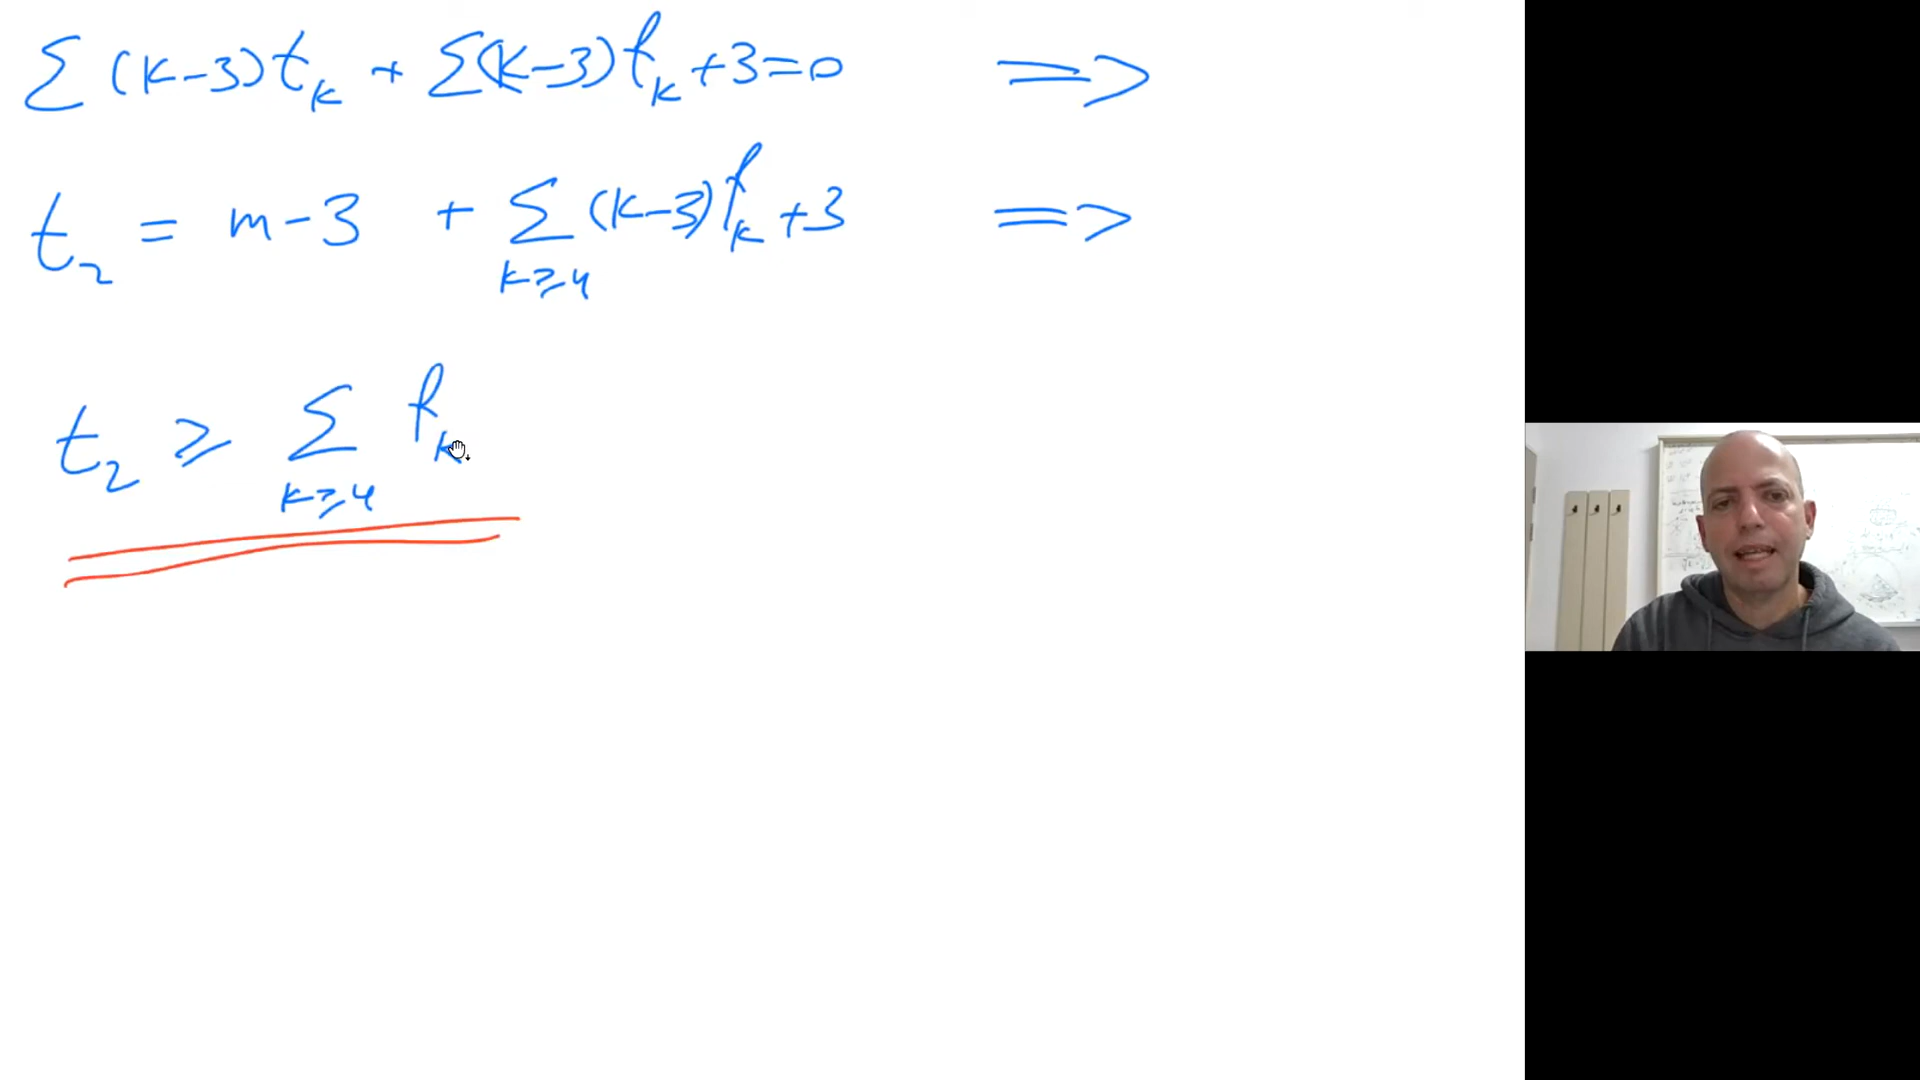 ∑ (k-3) t_k + ∑ (k-3) f_k + 3 = 0 ⟹
t_2 = m - 3 + ∑_{k≥4} (k-3) f_k + 3 ⟹
t_2 ≥ ∑_{k≥4} f_k